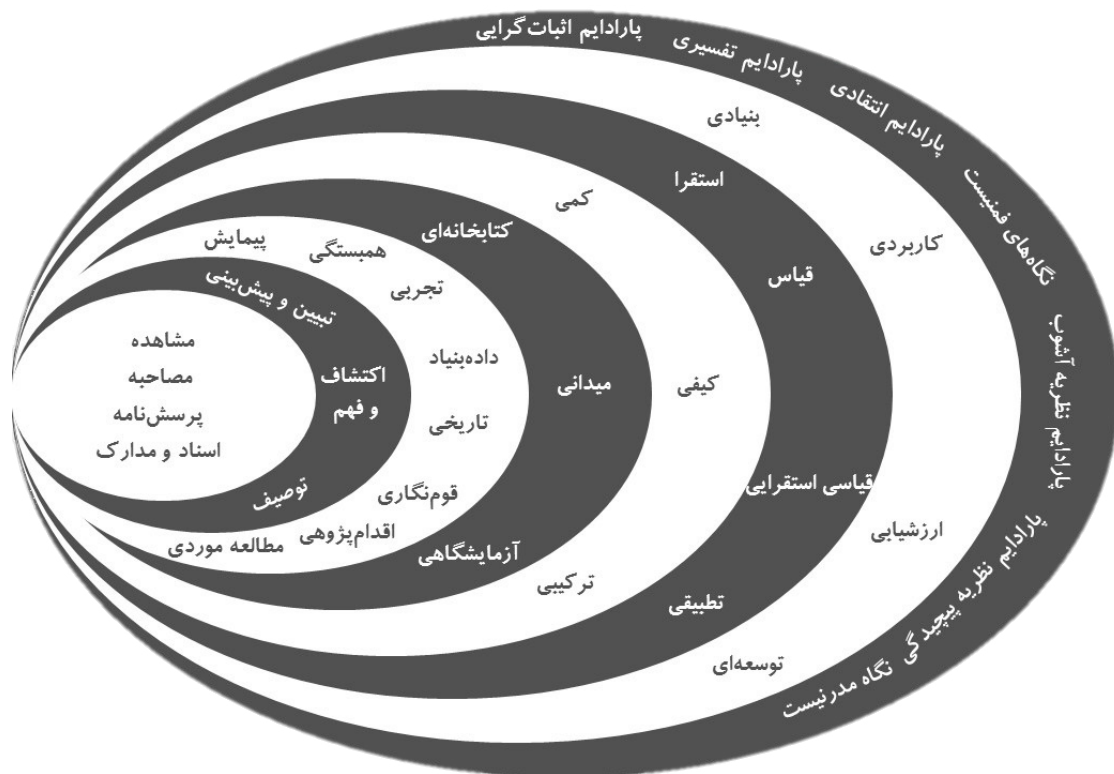 پارادایم اثبات‌گرایی
پارادایم تفسیری
پارادایم انتقادی
نگاه‌های فمنیست
پارادایم نظریه آشوب
پارادایم نظریه پیچیدگی
نگاه مدرنیست
بنیادی
کاربردی
ارزشیابی
توسعه‌ای
استقرا
قیاس
قیاسی استقرایی
تطبیقی
کمی
کیفی
ترکیبی
کتابخانه‌ای
میدانی
آزمایشگاهی
پیمایش
همبستگی
تجربی
داده‌بنیاد
تاریخی
قوم‌نگاری
اقدام‌پژوهی
مطالعه موردی
تبیین و پیش‌بینی
اکتشاف
و فهم
توصیف
مشاهده
مصاحبه
پرسش‌نامه
اسناد و مدارک